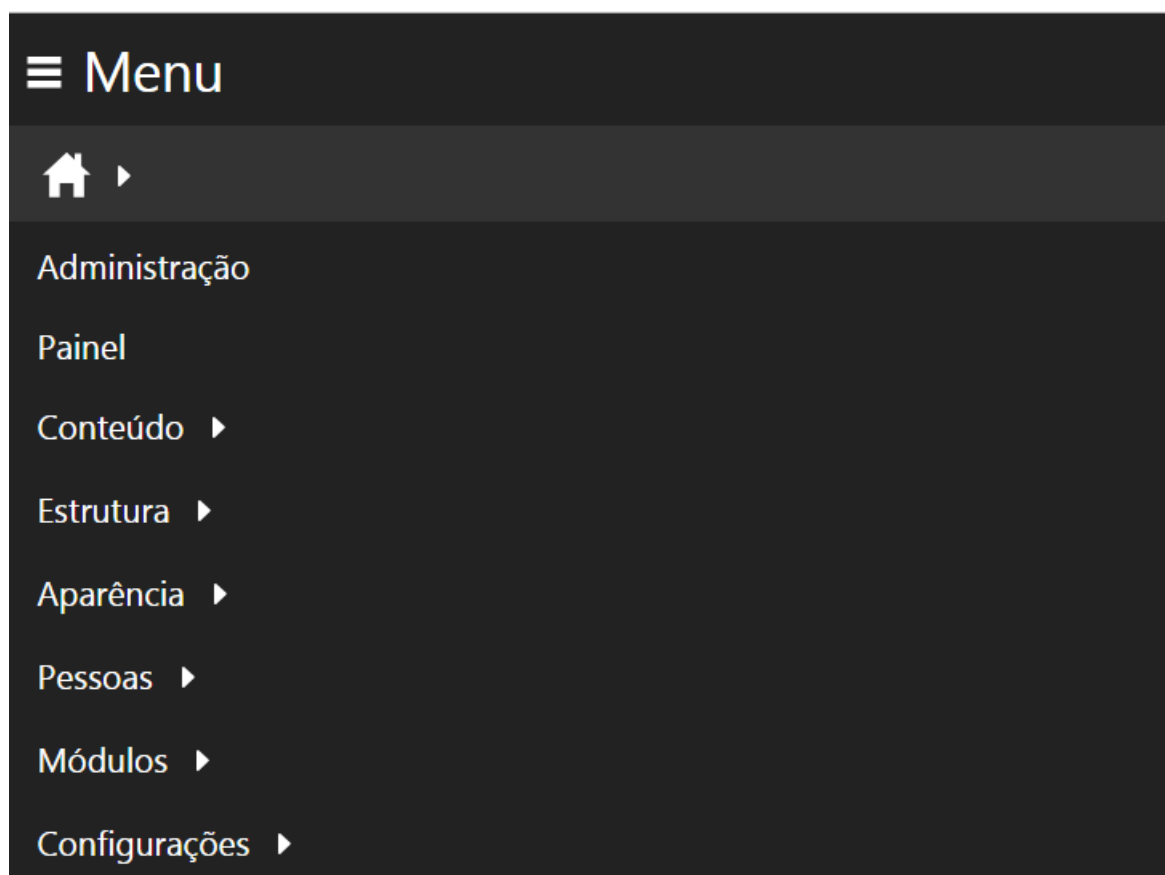 Menu
Administração
Painel
Conteúdo
Estrutura
Aparência
Pessoas
Módulos
Configurações